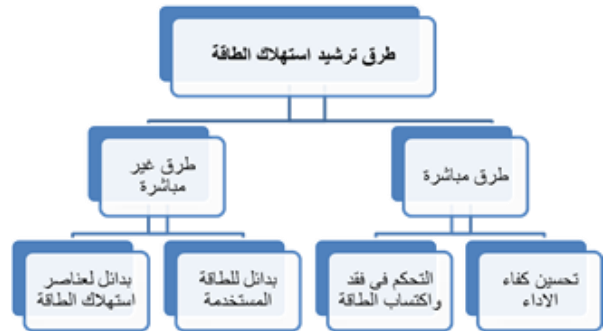 طرق ترشيد استهلاك الطاقة
طرق مباشرة
طرق غير
مباشرة
تحسين كفاء
الاداء
التحكم فى فقد
واكتساب الطاقة
بدائل للطاقة
المستخدمة
بدائل لعناصر
استهلاك الطاقة